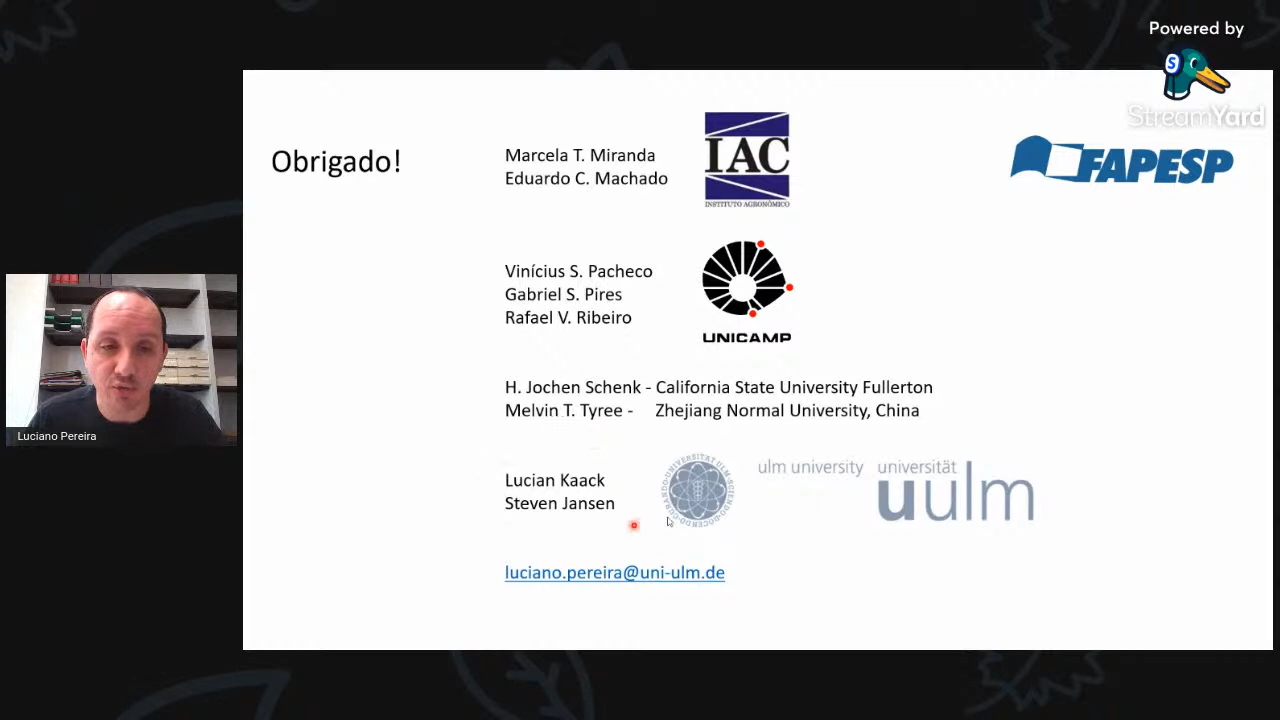 Powered by
StreamYard
Obrigado!
Marcela T. Miranda
Eduardo C. Machado
IAC
INSTITUTO AGRONÔMICO
FAPESP
Vinícius S. Pacheco
Gabriel S. Pires
Rafael V. Ribeiro
UNICAMP
H. Jochen Schenk - California State University Fullerton
Melvin T. Tyree - Zhejiang Normal University, China
Luciano Pereira
Lucian Kaack
Steven Jansen
ulm university universität
uulm
luciano.pereira@uni-ulm.de